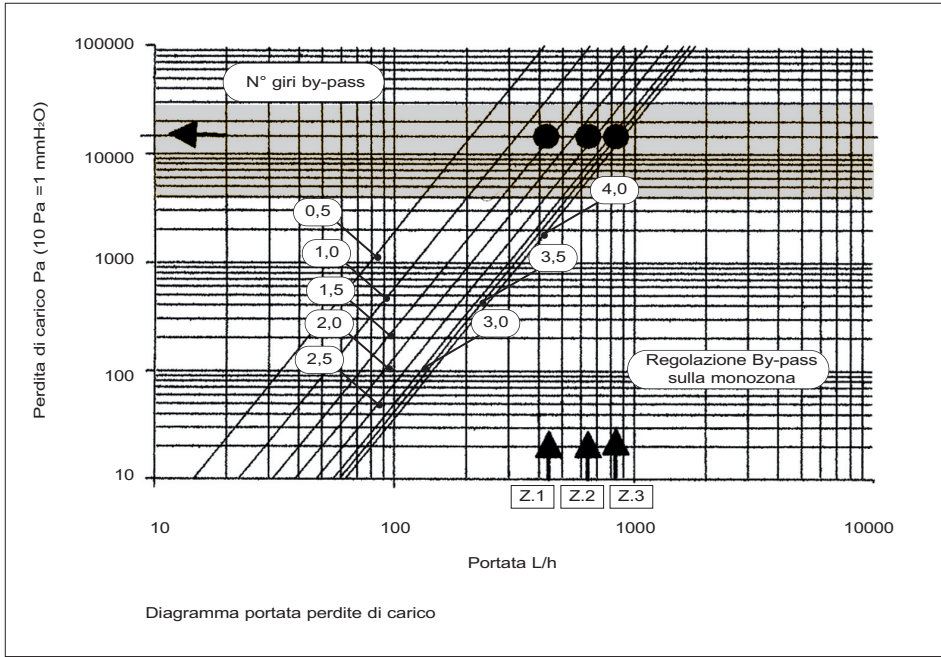 100000
N° giri by-pass
10000
0,5
4,0
1,0
1000
3,5
1,5
2,0
3,0
2,5
100
Regolazione By-pass
sulla monozona
10
Z.1
Z.2
Z.3
10
100
1000
10000
Perdita di carico Pa (10 Pa =1 mmH₂O)
Portata L/h
Diagramma portata perdite di carico